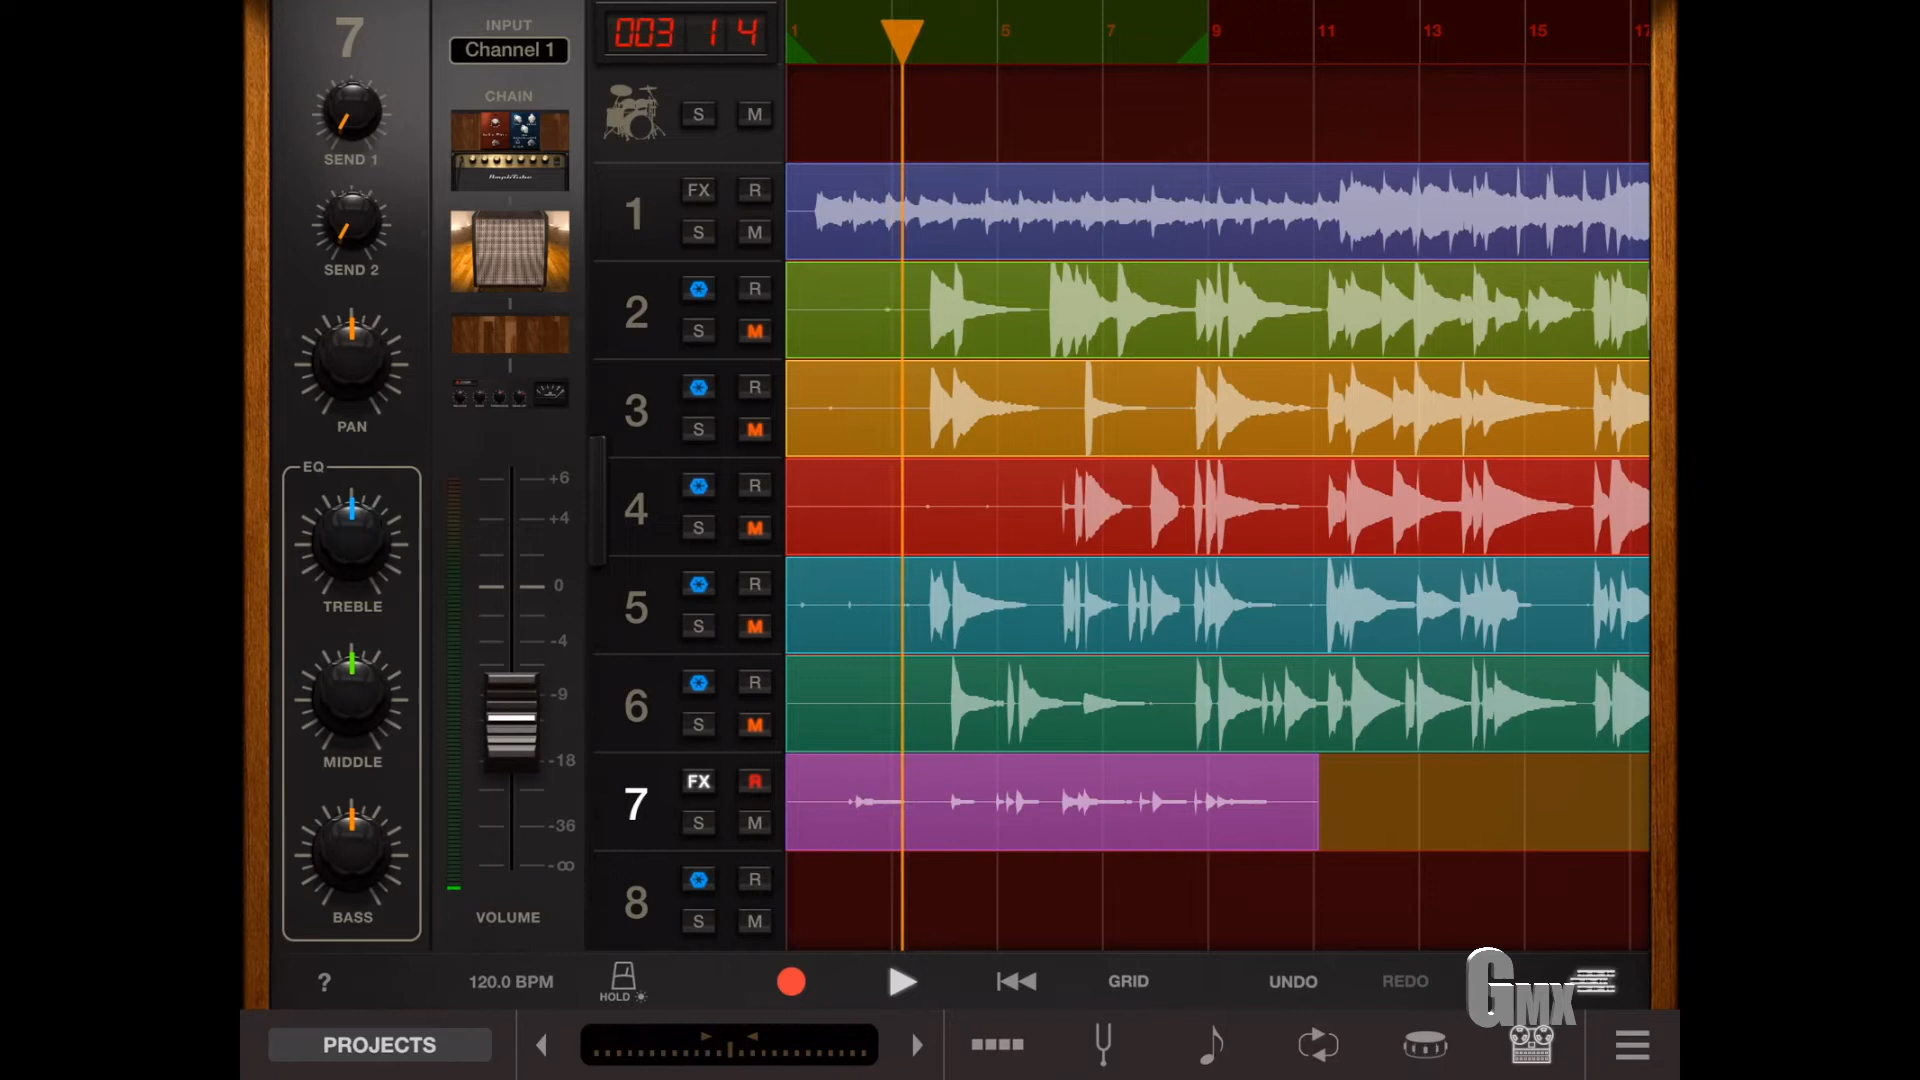 7
INPUT
Channel 1
CHAIN
AmpliTube
SEND 1
SEND 2
PAN
EQ
TREBLE
MIDDLE
BASS
+6
+4
0
-4
-9
-18
-36
-∞
VOLUME
003 1 4
1 5 7 9 11 13 15 17
S M
1 FX R
S M
2 R
S M
3 R
S M
4 R
S M
5 R
S M
6 R
S M
7 FX R
S M
8 R
S M
? 120.0 BPM HOLD GRID UNDO REDO
GMX
PROJECTS